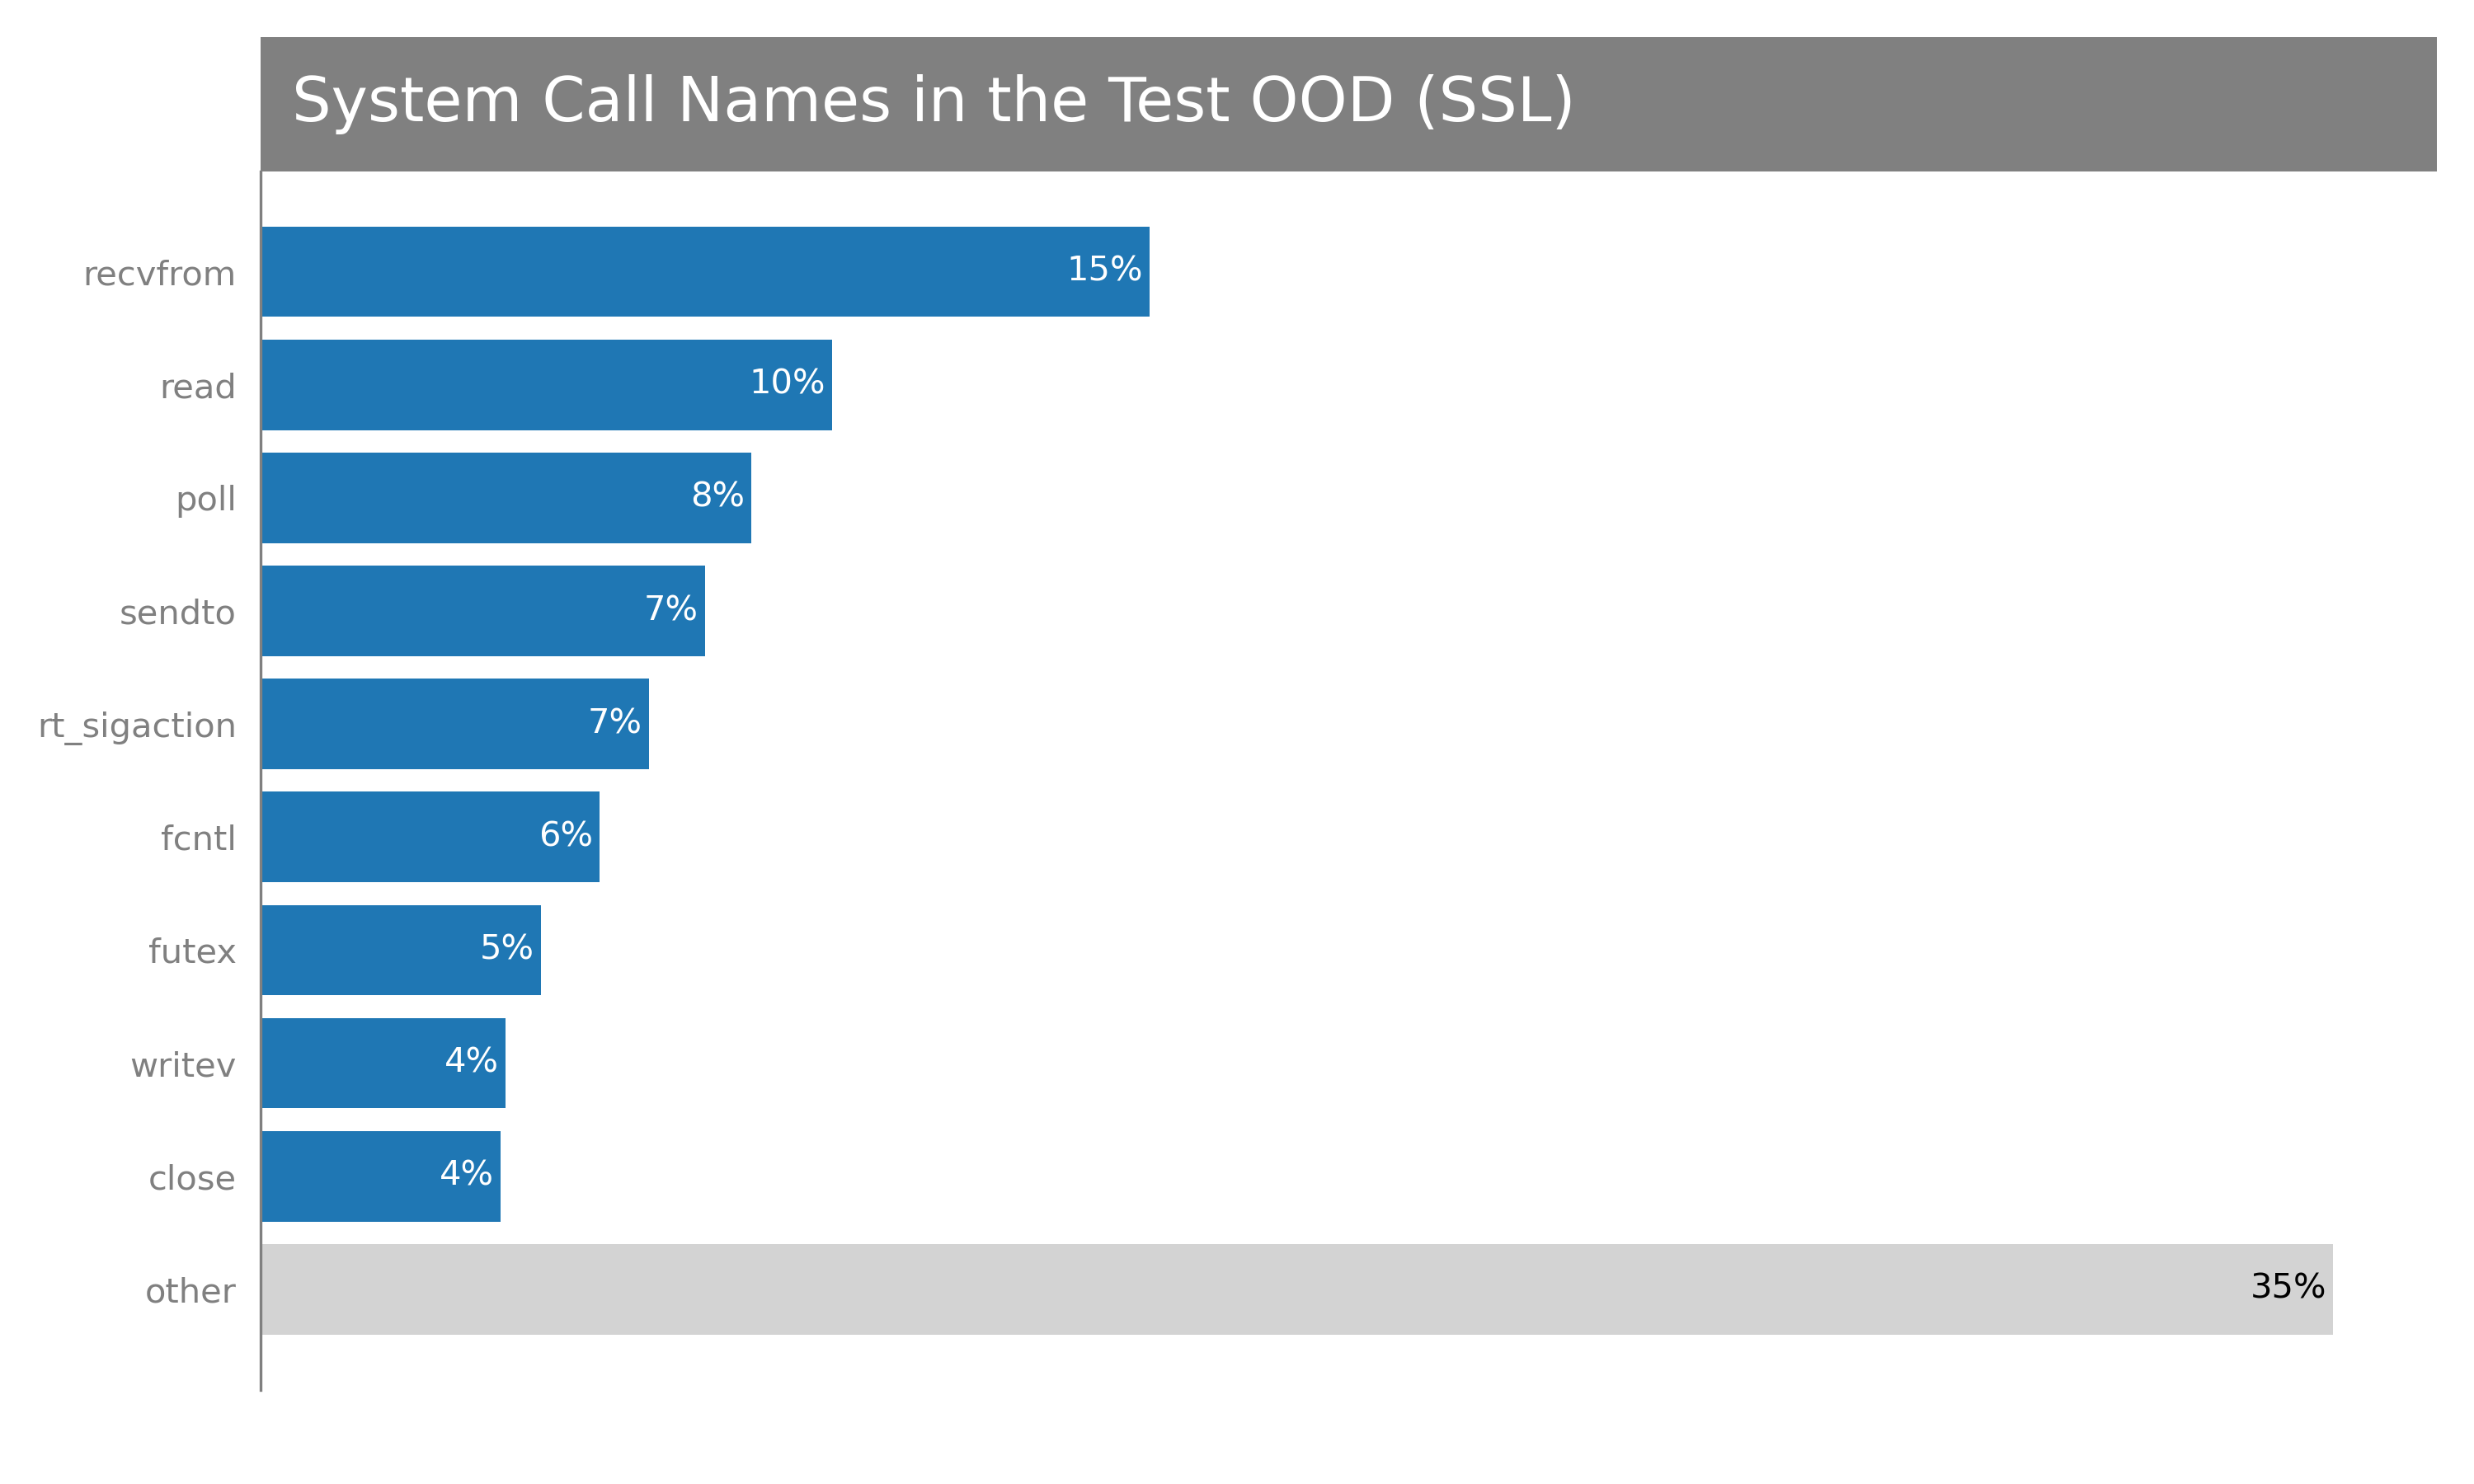 System Call Names in the Test OOD (SSL)
recvfrom 15%
read 10%
poll 8%
sendto 7%
rt_sigaction 7%
fcntl 6%
futex 5%
writev 4%
close 4%
other 35%